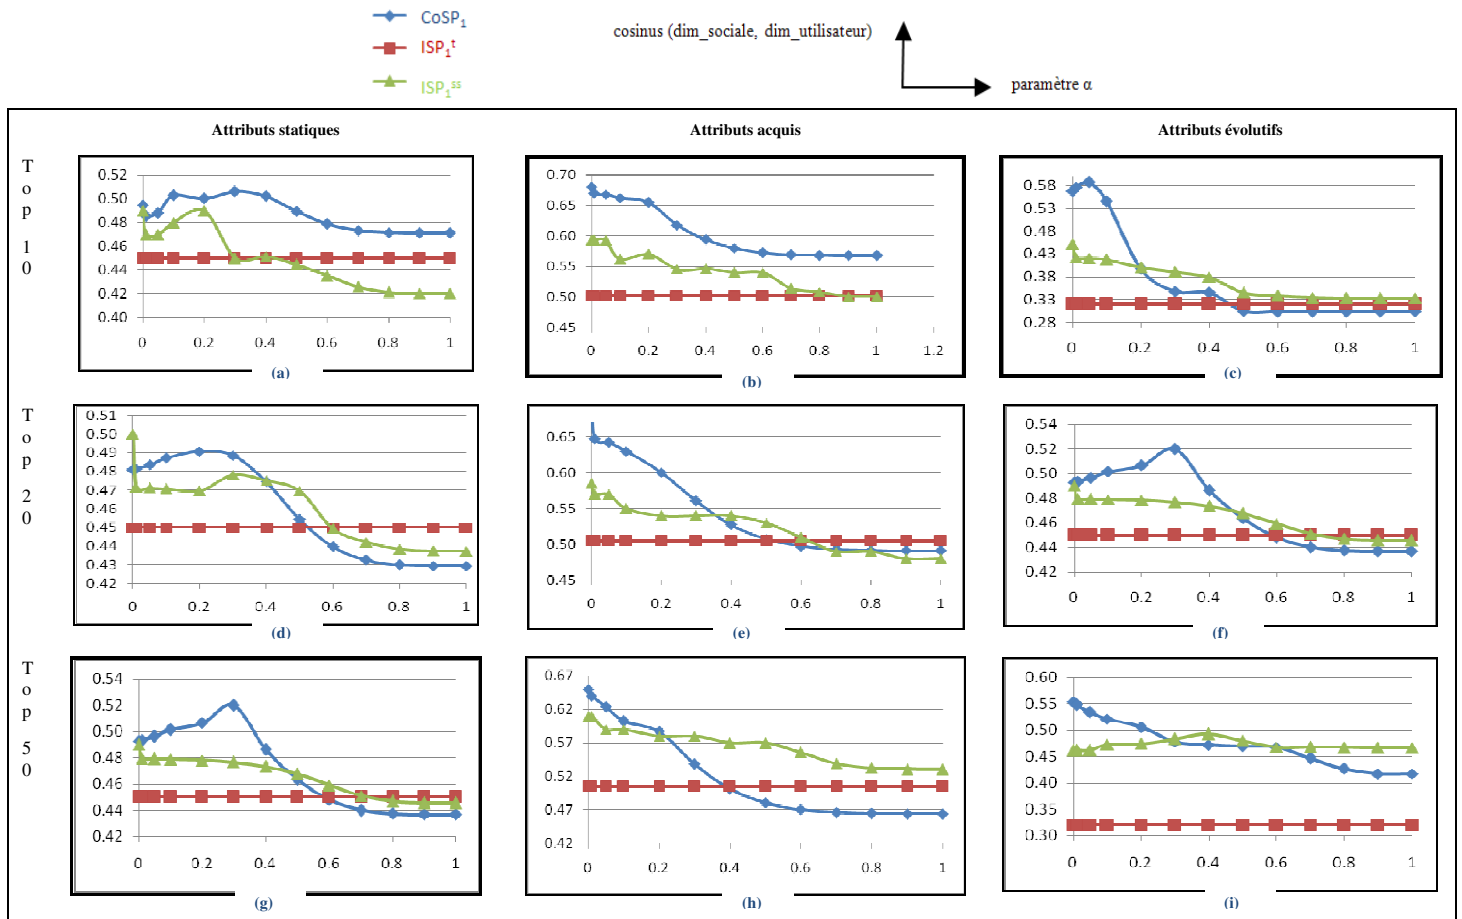 CoSP1
ISP1t
ISP1ss
cosinus (dim_sociale, dim_utilisateur)
paramètre α
Attributs statiques Attributs acquis Attributs évolutifs
Top 10
0.52
0.50
0.48
0.46
0.44
0.42
0.40
0 0.2 0.4 0.6 0.8 1
(a)
0.70
0.65
0.60
0.55
0.50
0.45
0 0.2 0.4 0.6 0.8 1 1.2
(b)
0.58
0.53
0.48
0.43
0.38
0.33
0.28
0 0.2 0.4 0.6 0.8 1
(c)
Top 20
0.51
0.50
0.49
0.48
0.47
0.46
0.45
0.44
0.43
0.42
0 0.2 0.4 0.6 0.8 1
(d)
0.65
0.60
0.55
0.50
0.45
0 0.2 0.4 0.6 0.8 1
(e)
0.54
0.52
0.50
0.48
0.46
0.44
0.42
0 0.2 0.4 0.6 0.8 1
(f)
Top 50
0.54
0.52
0.50
0.48
0.46
0.44
0.42
0 0.2 0.4 0.6 0.8 1
(g)
0.67
0.62
0.57
0.52
0.47
0.42
0 0.2 0.4 0.6 0.8 1
(h)
0.60
0.55
0.50
0.45
0.40
0.35
0.30
0 0.2 0.4 0.6 0.8 1
(i)